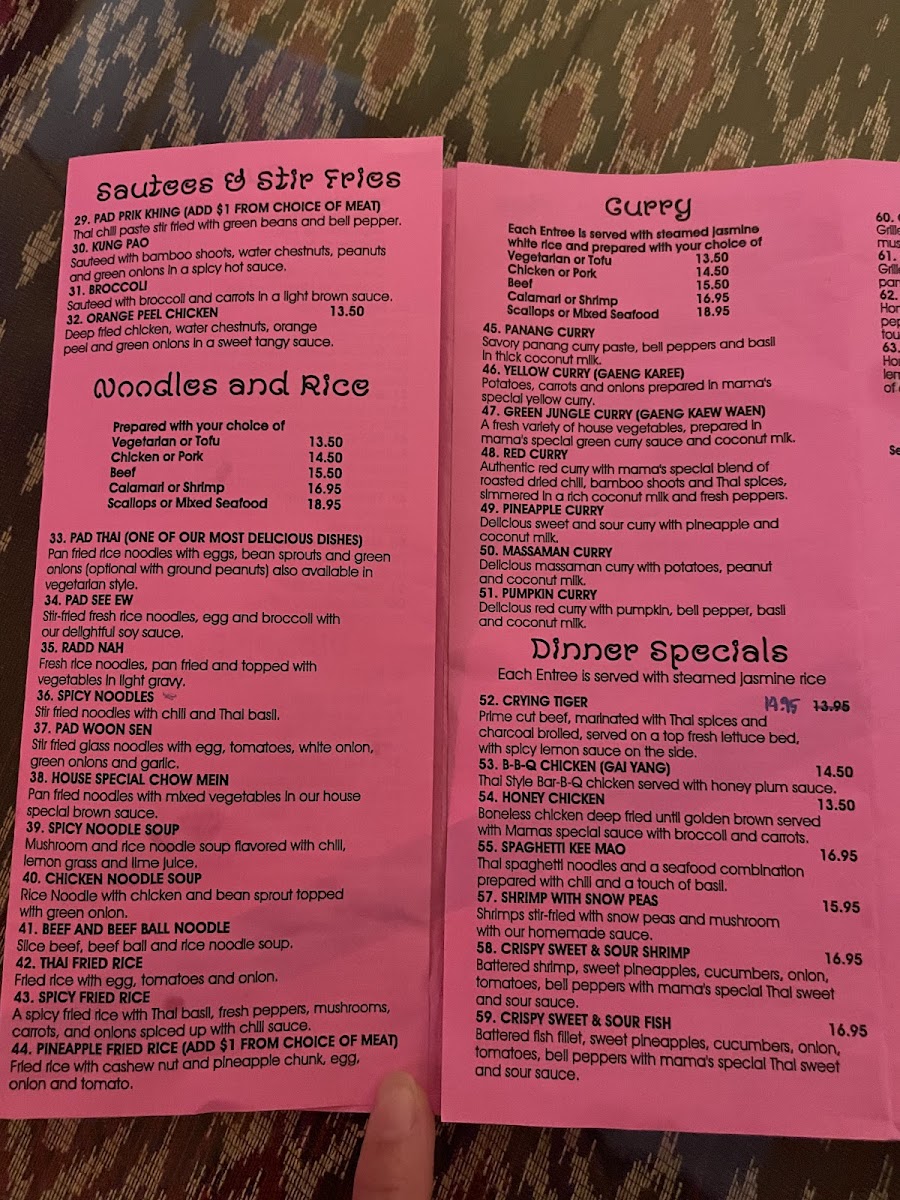 Sautees & Stir Fries
29. PAD PRIK KHING (ADD $1 FROM CHOICE OF MEAT)
Thai chili paste stir fried with green beans and bell pepper.
30. KUNG PAO
Sauteed with bamboo shoots, water chestnuts, peanuts
and green onions in a spicy hot sauce.
31. BROCCOLI
Sauteed with broccoli and carrots in a light brown sauce.
32. ORANGE PEEL CHICKEN 13.50
Deep fried chicken, water chestnuts, orange
peel and green onions in a sweet tangy sauce.
Noodles and Rice
Prepared with your choice of
Vegetarian or Tofu 13.50
Chicken or Pork 14.50
Beef 15.50
Calamari or Shrimp 16.95
Scallops or Mixed Seafood 18.95
33. PAD THAI (ONE OF OUR MOST DELICIOUS DISHES)
Pan fried rice noodles with eggs, bean sprouts and green
onions (optional with ground peanuts) also available in
vegetarian style.
34. PAD SEE EW
Stir-fried fresh rice noodles, egg and broccoli with
our delightful soy sauce.
35. RADD NAH
Fresh rice noodles, pan fried and topped with
vegetables in light gravy.
36. SPICY NOODLES
Stir fried noodles with chili and Thai basil.
37. PAD WOON SEN
Stir fried glass noodles with egg, tomatoes, white onion,
green onions and garlic.
38. HOUSE SPECIAL CHOW MEIN
Pan fried noodles with mixed vegetables in our house
special brown sauce.
39. SPICY NOODLE SOUP
Mushroom and rice noodle soup flavored with chili,
lemon grass and lime juice.
40. CHICKEN NOODLE SOUP
Rice Noodle with chicken and bean sprout topped
with green onion.
41. BEEF AND BEEF BALL NOODLE
Slice beef, beef ball and rice noodle soup.
42. THAI FRIED RICE
Fried rice with egg, tomatoes and onion.
43. SPICY FRIED RICE
A spicy fried rice with Thai basil, fresh peppers, mushrooms,
carrots, and onions spiced up with chili sauce.
44. PINEAPPLE FRIED RICE (ADD $1 FROM CHOICE OF MEAT)
Fried rice with cashew nut and pineapple chunk, egg,
onion and tomato.
Curry
Each Entree is served with steamed jasmine
white rice and prepared with your choice of
Vegetarian or Tofu 13.50
Chicken or Pork 14.50
Beef 15.50
Calamari or Shrimp 16.95
Scallops or Mixed Seafood 18.95
45. PANANG CURRY
Savory panang curry paste, bell peppers and basil
in thick coconut milk.
46. YELLOW CURRY (GAENG KAREE)
Potatoes, carrots and onions prepared in mama's
special yellow curry.
47. GREEN JUNGLE CURRY (GAENG KAEW WAEN)
A fresh variety of house vegetables, prepared in
mama's special green curry sauce and coconut milk.
48. RED CURRY
Authentic red curry with mama's special blend of
roasted dried chili, bamboo shoots and Thai spices,
simmered in a rich coconut milk and fresh peppers.
49. PINEAPPLE CURRY
Delicious sweet and sour curry with pineapple and
coconut milk.
50. MASSAMAN CURRY
Delicious massaman curry with potatoes, peanut
and coconut milk.
51. PUMPKIN CURRY
Delicious red curry with pumpkin, bell pepper, basil
and coconut milk.
Dinner Specials
Each Entree is served with steamed jasmine rice
52. CRYING TIGER 14.95 13.95
Prime cut beef, marinated with Thai spices and
charcoal broiled, served on a top fresh lettuce bed,
with spicy lemon sauce on the side.
53. B-B-Q CHICKEN (GAI YANG) 14.50
Thai Style Bar-B-Q chicken served with honey plum sauce.
54. HONEY CHICKEN 13.50
Boneless chicken deep fried until golden brown served
with Mamas special sauce with broccoli and carrots.
55. SPAGHETTI KEE MAO 16.95
Thai spaghetti noodles and a seafood combination
prepared with chili and a touch of basil.
57. SHRIMP WITH SNOW PEAS 15.95
Shrimps stir-fried with snow peas and mushroom
with our homemade sauce.
58. CRISPY SWEET & SOUR SHRIMP 16.95
Battered shrimp, sweet pineapples, cucumbers, onion,
tomatoes, bell peppers with mama's special Thai sweet
and sour sauce.
59. CRISPY SWEET & SOUR FISH 16.95
Battered fish fillet, sweet pineapples, cucumbers, onion,
tomatoes, bell peppers with mama's special Thai sweet
and sour sauce.
60.
61.
62.
63.
of